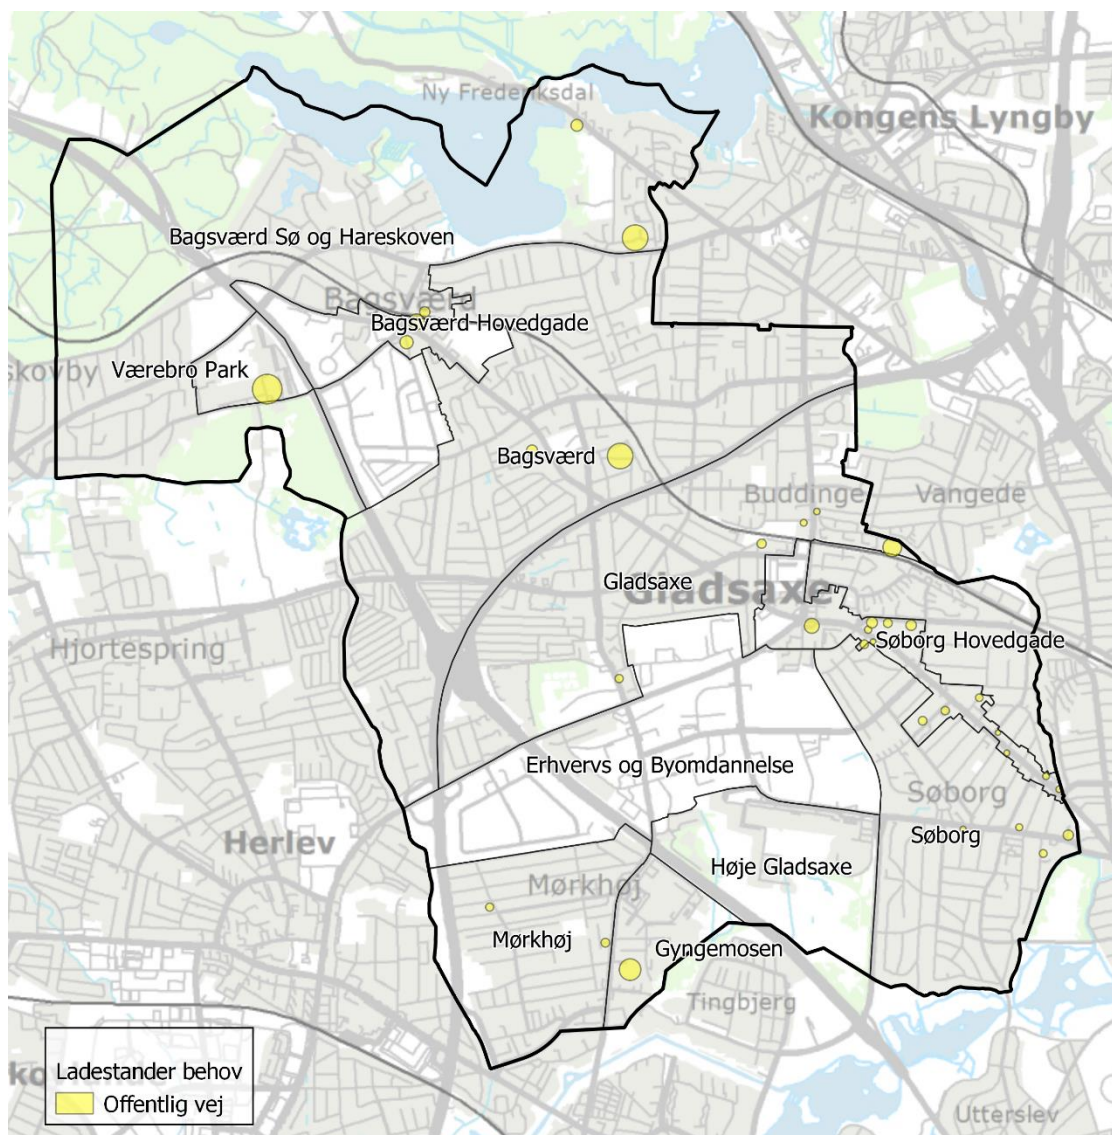 Ny Frederiksdal
Kongens Lyngby
Bagsværd Sø og Hareskoven
Bagsværd
Bagsværd Hovedgade
skovby
Værebro Park
Bagsværd
Buddinge
Vangede
Gladsaxe
Gladsaxe
Hjortespring
Søborg Hovedgade
Erhvervs og Byomdannelse
Søborg
Herlev
Søborg
Høje Gladsaxe
Mørkhøj
Mørkhøj
Gyngemosen
Tingbjerg
Ladestander behov
Offentlig vej
Utterslev